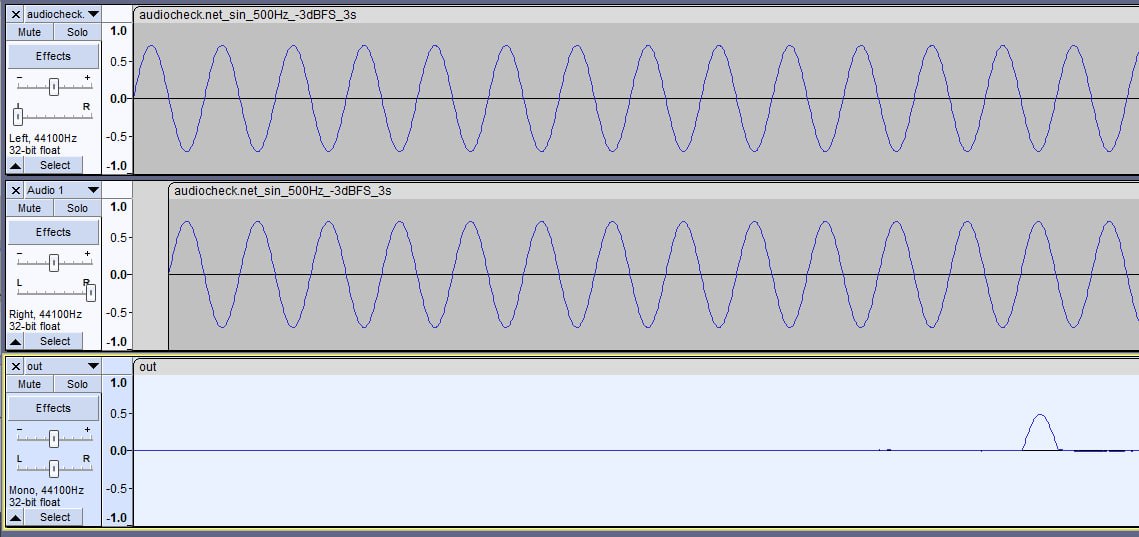 audiocheck.
audiocheck.net_sin_500Hz_-3dBFS_3s
Mute Solo
Effects
- +
L R
Left, 44100Hz
32-bit float
Select
1.0
0.5
0.0
-0.5
-1.0
Audio 1
audiocheck.net_sin_500Hz_-3dBFS_3s
Mute Solo
Effects
- +
L R
Right, 44100Hz
32-bit float
Select
1.0
0.5
0.0
-0.5
-1.0
out
out
Mute Solo
Effects
- +
L R
Mono, 44100Hz
32-bit float
Select
1.0
0.5
0.0
-0.5
-1.0